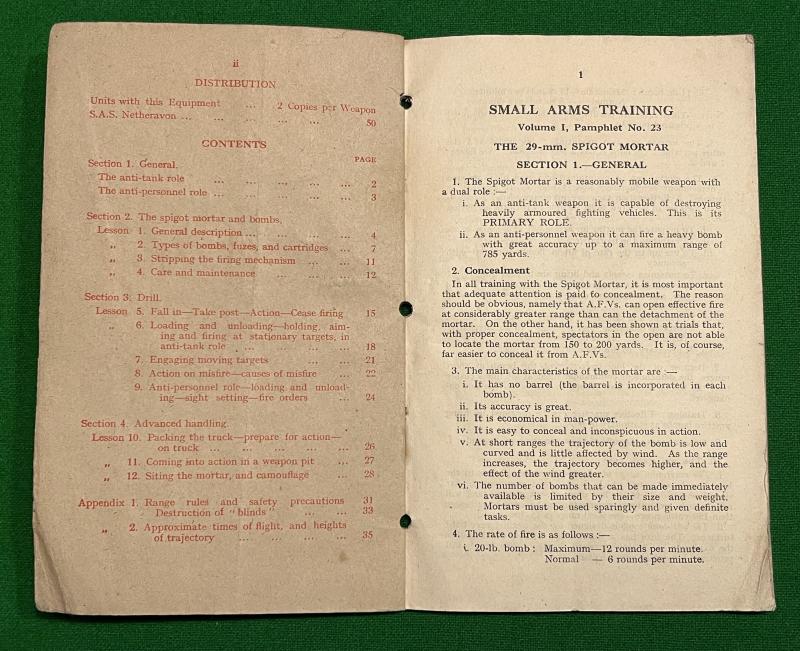 ii
DISTRIBUTION
Units with this Equipment ... 2 Copies per Weapon
S.A.S. Netheravon ... ... ... ... ... 50
CONTENTS
PAGE
Section 1. General.
The anti-tank role ... ... ... ... 2
The anti-personnel role ... ... ... ... 3
Section 2. The spigot mortar and bombs.
Lesson 1. General description ... ... ... ... 4
„ 2. Types of bombs, fuzes, and cartridges ... 7
„ 3. Stripping the firing mechanism ... ... 11
„ 4. Care and maintenance ... ... ... 12
Section 3. Drill.
Lesson 5. Fall in—Take post—Action—Cease firing 15
„ 6. Loading and unloading—holding, aim-
ing and firing at stationary targets, in
anti-tank role ... ... ... ... 18
7. Engaging moving targets ... ... 21
8. Action on misfire—causes of misfire ... 22
9. Anti-personnel role—loading and unload-
ing—sight setting—fire orders ... 24
Section 4. Advanced handling.
Lesson 10. Packing the truck—prepare for action—
on truck ... ... ... ... ... 26
„ 11. Coming into action in a weapon pit ... 27
„ 12. Siting the mortar, and camouflage ... 28
Appendix 1. Range rules and safety precautions 31
Destruction of "blinds" ... ... ... 33
„ 2. Approximate times of flight, and heights
of trajectory ... ... ... ... 35
1
SMALL ARMS TRAINING
Volume I, Pamphlet No. 23
THE 29-mm. SPIGOT MORTAR
SECTION 1.—GENERAL
1. The Spigot Mortar is a reasonably mobile weapon with
a dual role :—
i. As an anti-tank weapon it is capable of destroying
heavily armoured fighting vehicles. This is its
PRIMARY ROLE.
ii. As an anti-personnel weapon it can fire a heavy bomb
with great accuracy up to a maximum range of
785 yards.
2. Concealment
In all training with the Spigot Mortar, it is most important
that adequate attention is paid to concealment. The reason
should be obvious, namely that A.F.Vs. can open effective fire
at considerably greater range than can the detachment of the
mortar. On the other hand, it has been shown at trials that,
with proper concealment, spectators in the open are not able
to locate the mortar from 150 to 200 yards. It is, of course,
far easier to conceal it from A.F.Vs.
3. The main characteristics of the mortar are :—
i. It has no barrel (the barrel is incorporated in each
bomb).
ii. Its accuracy is great.
iii. It is economical in man-power.
iv. It is easy to conceal and inconspicuous in action.
v. At short ranges the trajectory of the bomb is low and
curved and is little affected by wind. As the range
increases, the trajectory becomes higher, and the
effect of the wind greater.
vi. The number of bombs that can be made immediately
available is limited by their size and weight.
Mortars must be used sparingly and given definite
tasks.
4. The rate of fire is as follows :—
i. 20-lb. bomb : Maximum—12 rounds per minute.
Normal — 6 rounds per minute.